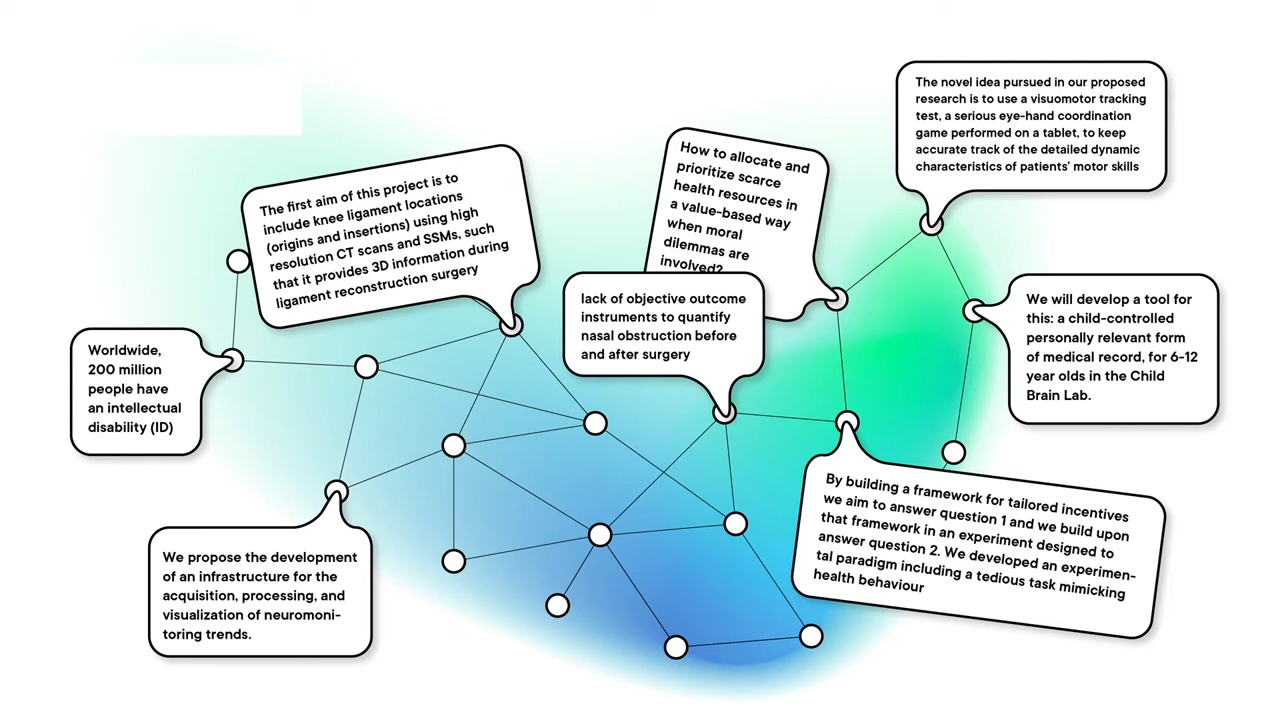 The novel idea pursued in our proposed
research is to use a visuomotor tracking
test, a serious eye-hand coordination
game performed on a tablet, to keep
accurate track of the detailed dynamic
characteristics of patients' motor skills
How to allocate and
prioritize scarce
health resources in
a value-based way
when moral
dilemmas are
involved?
The first aim of this project is to
include knee ligament locations
(origins and insertions) using high
resolution CT scans and SSMs, such
that it provides 3D information during
ligament reconstruction surgery
lack of objective outcome
instruments to quantify
nasal obstruction before
and after surgery
We will develop a tool for
this: a child-controlled
personally relevant form
of medical record, for 6-12
year olds in the Child
Brain Lab.
Worldwide,
200 million
people have
an intellectual
disability (ID)
By building a framework for tailored incentives
we aim to answer question 1 and we build upon
that framework in an experiment designed to
answer question 2. We developed an experimen-
tal paradigm including a tedious task mimicking
health behaviour
We propose the development
of an infrastructure for the
acquisition, processing, and
visualization of neuromoni-
toring trends.